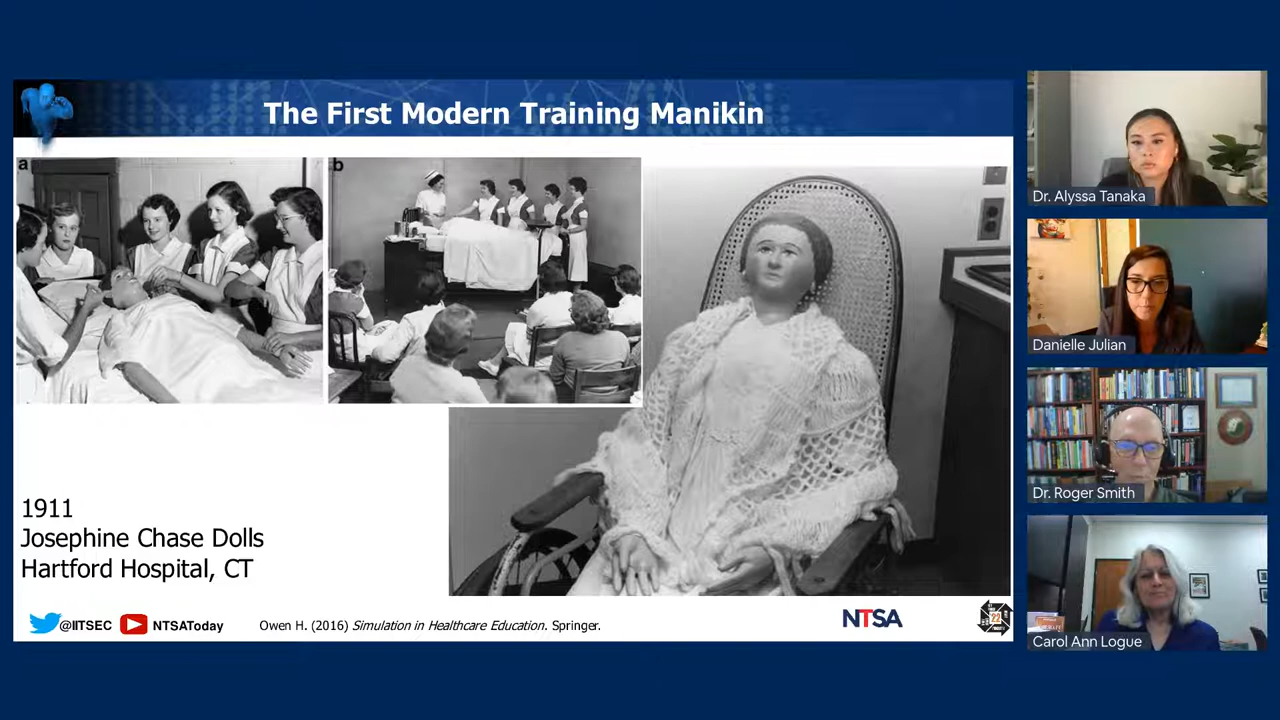 The First Modern Training Manikin
a
b
1911
Josephine Chase Dolls
Hartford Hospital, CT
@IITSEC
NTSAToday
Owen H. (2016) Simulation in Healthcare Education. Springer.
NTSA
Dr. Alyssa Tanaka
Danielle Julian
Dr. Roger Smith
Carol Ann Logue